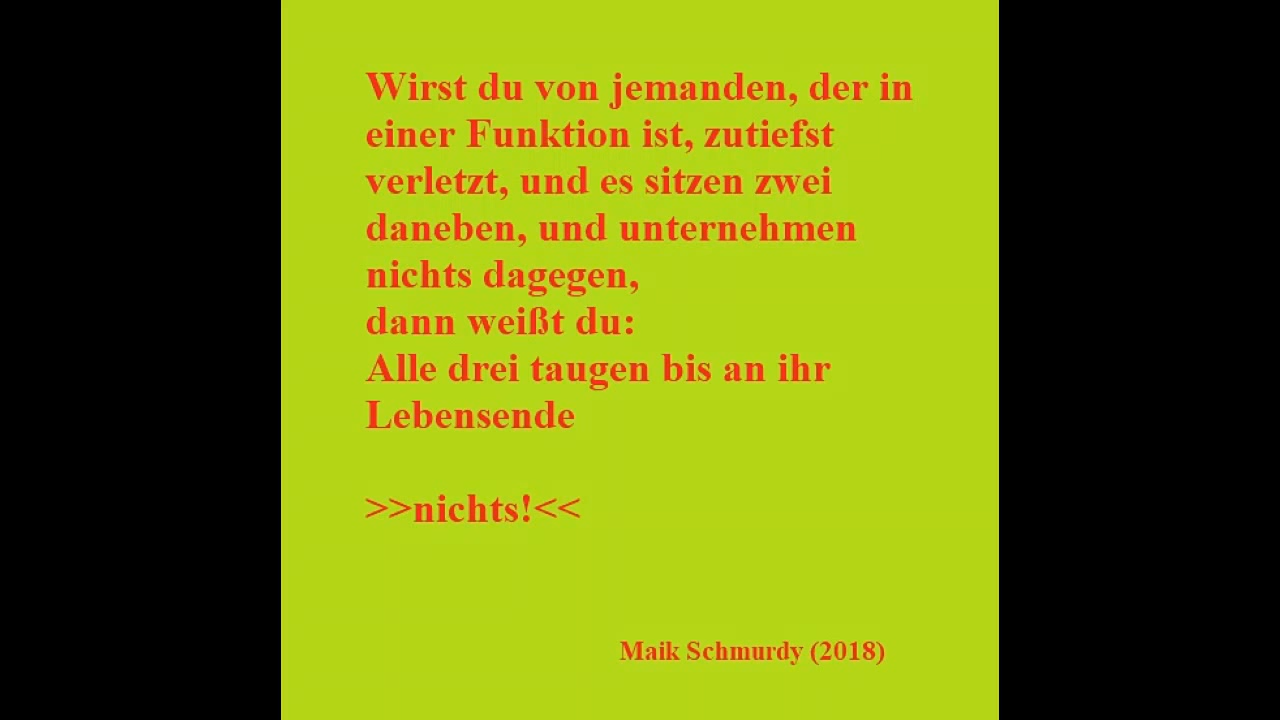 Wirst du von jemanden, der in
einer Funktion ist, zutiefst
verletzt, und es sitzen zwei
daneben, und unternehmen
nichts dagegen,
dann weißt du:
Alle drei taugen bis an ihr
Lebensende
>>nichts!<<
Maik Schmurdy (2018)